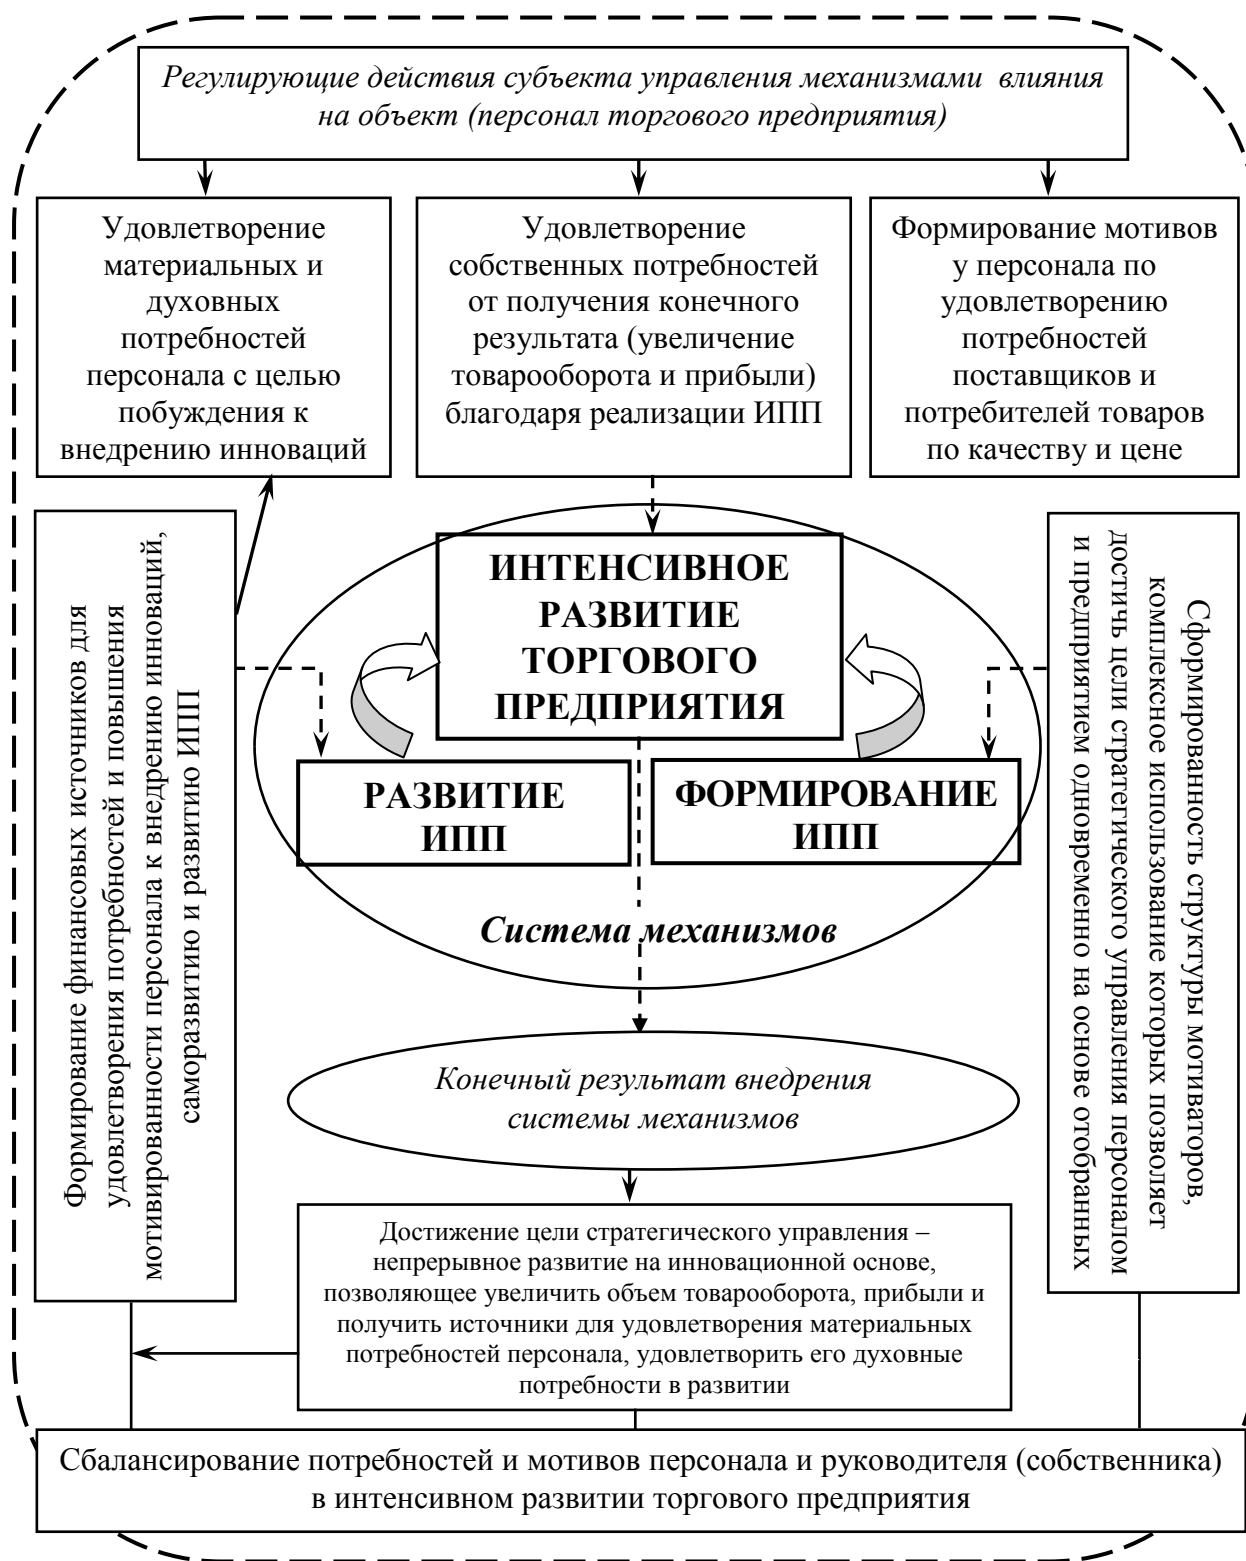 Регулирующие действия субъекта управления механизмами влияния
на объект (персонал торгового предприятия)
Удовлетворение
материальных и
духовных
потребностей
персонала с целью
побуждения к
внедрению инноваций
Удовлетворение
собственных потребностей
от получения конечного
результата (увеличение
товарооборота и прибыли)
благодаря реализации ИПП
Формирование мотивов
у персонала по
удовлетворению
потребностей
поставщиков и
потребителей товаров
по качеству и цене
Формирование финансовых источников для
удовлетворения потребностей и повышения
мотивированности персонала к внедрению инноваций,
саморазвитию и развитию ИПП
ИНТЕНСИВНОЕ
РАЗВИТИЕ
ТОРГОВОГО
ПРЕДПРИЯТИЯ
РАЗВИТИЕ
ИПП
ФОРМИРОВАНИЕ
ИПП
Система механизмов
Сформированность структуры мотиваторов,
комплексное использование которых позволяет
достичь цели стратегического управления персоналом
и предприятием одновременно на основе отобранных
Конечный результат внедрения
системы механизмов
Достижение цели стратегического управления –
непрерывное развитие на инновационной основе,
позволяющее увеличить объем товарооборота, прибыли и
получить источники для удовлетворения материальных
потребностей персонала, удовлетворить его духовные
потребности в развитии
Сбалансирование потребностей и мотивов персонала и руководителя (собственника)
в интенсивном развитии торгового предприятия